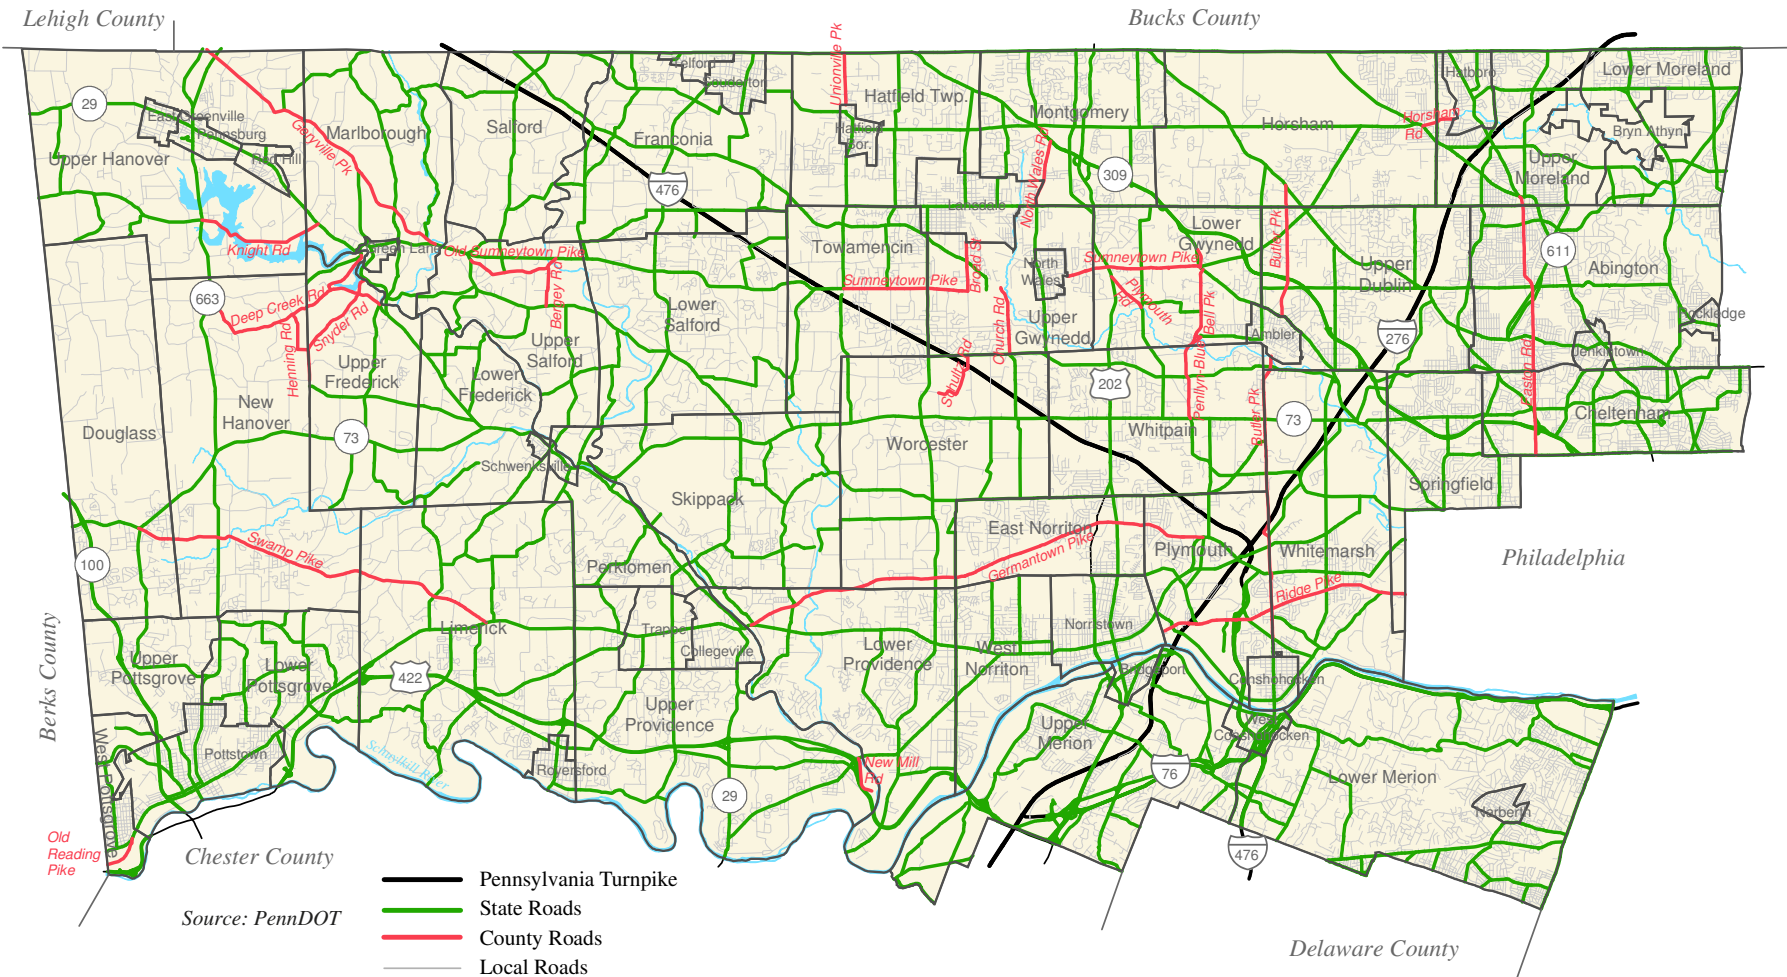 Lehigh County
Bucks County
Unionville Pk
Telford
Souderton
Hatboro
Lower Moreland
29
East Greenville
Pennsburg
Red Hill
Upper Hanover
Geryville Pk
Marlborough
Salford
Franconia
Hatfield Twp.
Hatfield
Bor.
Montgomery
Horsham
Horsham
Rd
Bryn Athyn
Upper
Moreland
476
309
North Wales Rd
Lansdale
Knight Rd
Green Lane
Old Sumneytown Pike
Towamencin
Broad St
North
Wales
Lower
Gwynedd
Sumneytown Pike
Butler Pk
Upper
Dublin
611
Abington
663
Deep Creek Rd
Snyder Rd
Henning Rd
Bergey Rd
Lower
Salford
Sumneytown Pike
Church Rd
Upper
Gwynedd
Plymouth
Rd
Bell Pk
Ambler
276
Rockledge
Jenkintown
Upper
Frederick
Upper
Salford
Lower
Frederick
Schultz Rd
202
Penllyn-Blue
Butler Pk
73
Easton Rd
Cheltenham
Douglass
New
Hanover
73
Schwenksville
Worcester
Whitpain
Springfield
Skippack
100
Swamp Pike
Perkiomen
East Norriton
Germantown Pike
Plymouth
Whitemarsh
Ridge Pike
Philadelphia
Berks County
Limerick
Trappe
Collegeville
Lower
Providence
West
Norriton
Norristown
Bridgeport
Conshohocken
Upper
Pottsgrove
Lower
Pottsgrove
422
Upper
Providence
Upper
Merion
West
Conshohocken
West Pottsgrove
Pottstown
Schuylkill River
Royersford
29
New Mill
Rd
76
Lower Merion
Narberth
Old
Reading
Pike
Chester County
476
Source: PennDOT
Pennsylvania Turnpike
State Roads
County Roads
Local Roads
Delaware County